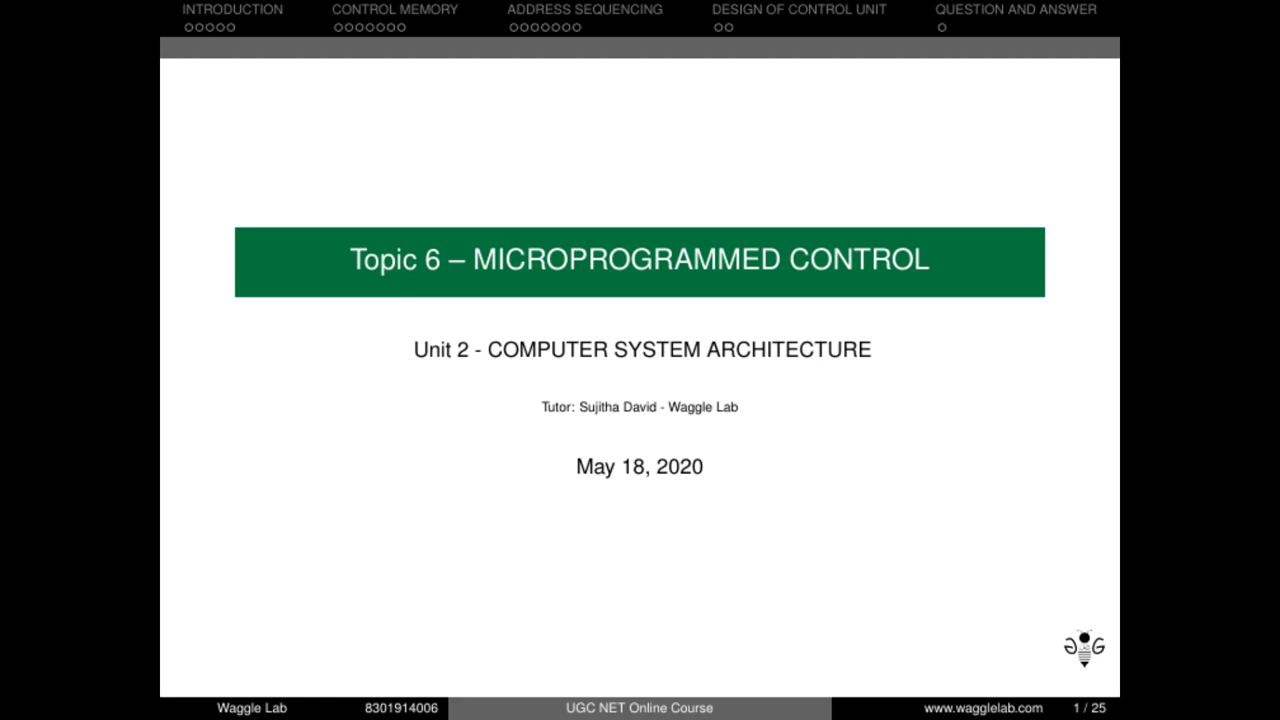 INTRODUCTION CONTROL MEMORY ADDRESS SEQUENCING DESIGN OF CONTROL UNIT QUESTION AND ANSWER
Topic 6 – MICROPROGRAMMED CONTROL
Unit 2 - COMPUTER SYSTEM ARCHITECTURE
Tutor: Sujitha David - Waggle Lab
May 18, 2020
Waggle Lab 8301914006 UGC NET Online Course www.wagglelab.com 1 / 25